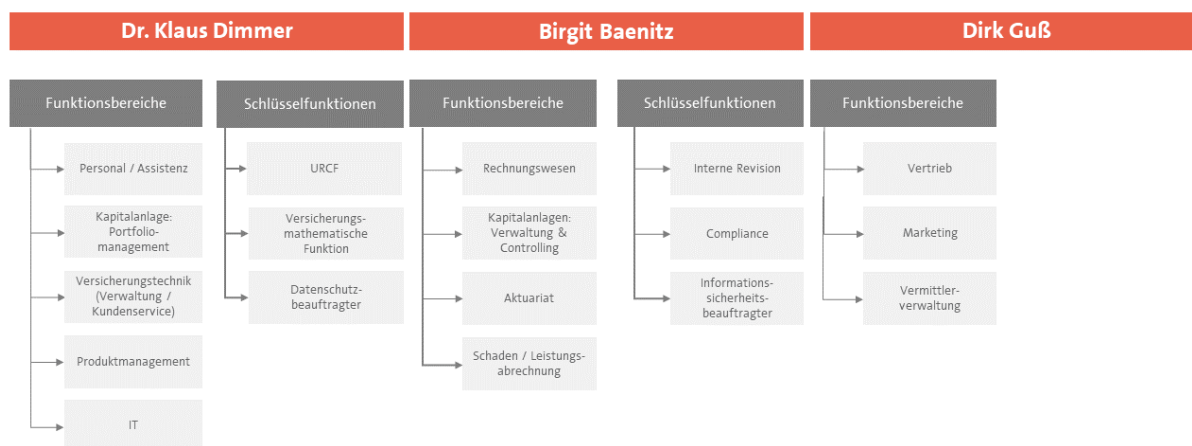 Dr. Klaus Dimmer
Birgit Baenitz
Dirk Guß
Funktionsbereiche
Personal / Assistenz
Kapitalanlage:
Portfolio-
management
Versicherungstechnik
(Verwaltung /
Kundenservice)
Produktmanagement
IT
Schlüsselfunktionen
URCF
Versicherungs-
mathematische
Funktion
Datenschutz-
beauftragter
Funktionsbereiche
Rechnungswesen
Kapitalanlagen:
Verwaltung &
Controlling
Aktuariat
Schaden / Leistungs-
abrechnung
Schlüsselfunktionen
Interne Revision
Compliance
Informations-
sicherheits-
beauftragter
Funktionsbereiche
Vertrieb
Marketing
Vermittler-
verwaltung